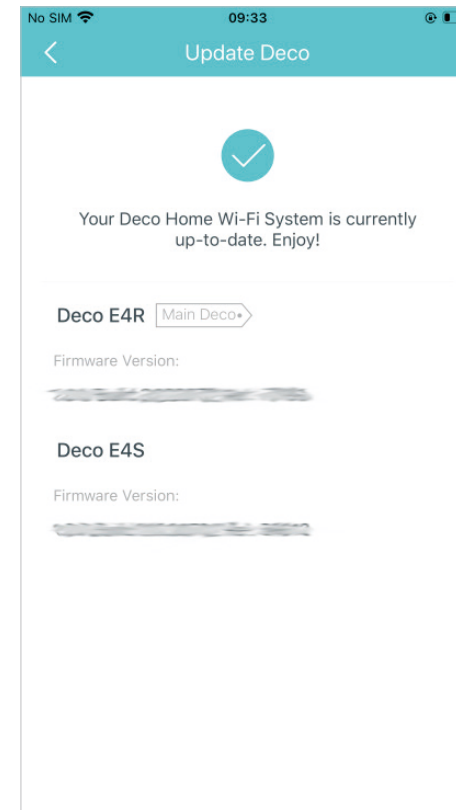 No SIM 09:33
Update Deco
Your Deco Home Wi-Fi System is currently
up-to-date. Enjoy!
Deco E4R Main Deco
Firmware Version:
Deco E4S
Firmware Version: